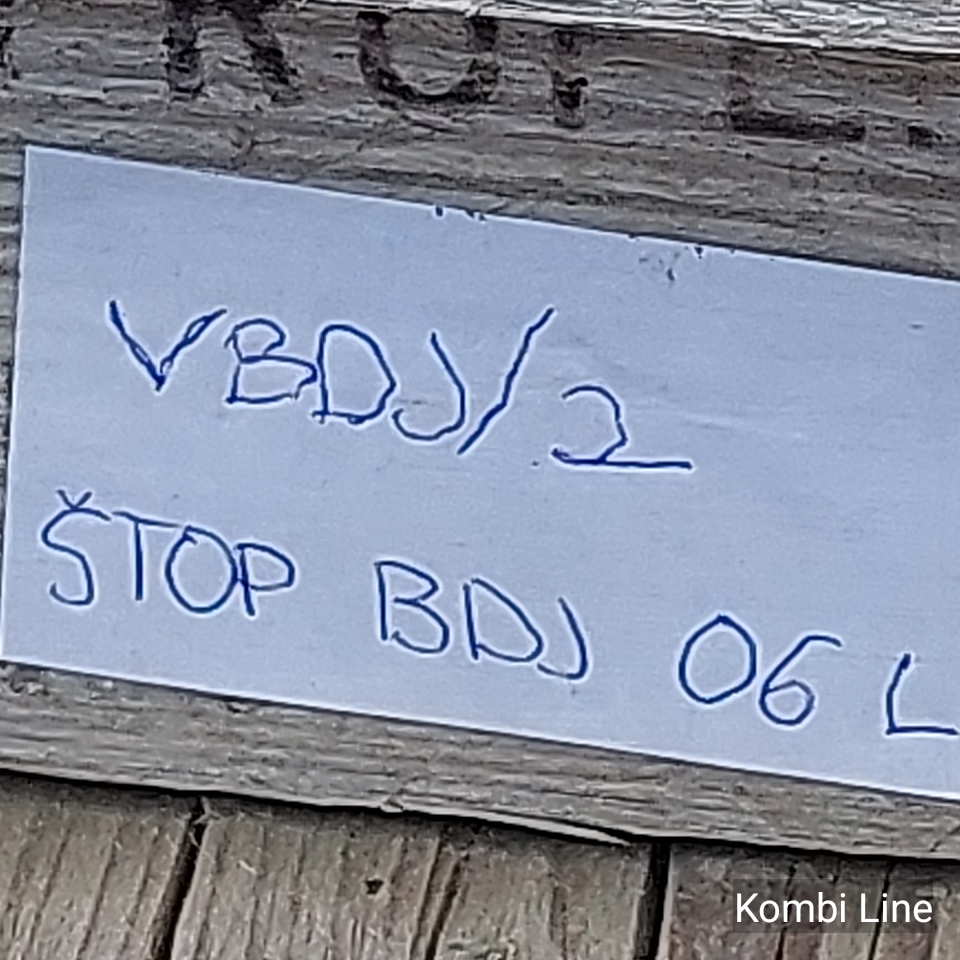 VBDJ/2
ŠTOP BDJ 06 L
Kombi Line